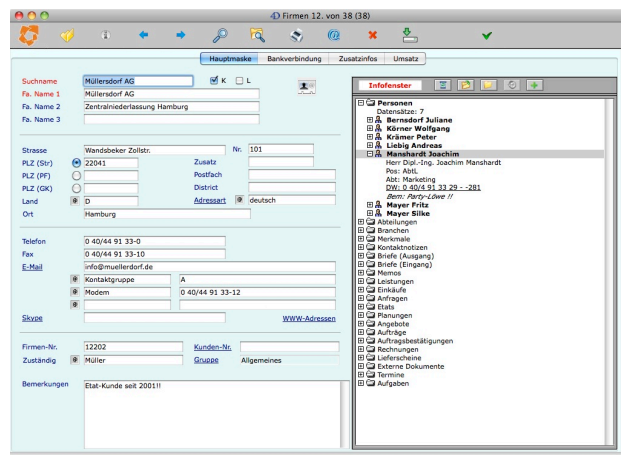 4D Firmen 12. von 38 (38)
Hauptmaske Bankverbindung Zusatzinfos Umsatz
Suchname Müllersdorf AG K L
Fa. Name 1 Müllersdorf AG
Fa. Name 2 Zentralniederlassung Hamburg
Fa. Name 3
Strasse Wandsbeker Zollstr. Nr. 101
PLZ (Str) 22041 Zusatz
PLZ (PF) Postfach
PLZ (GK) District
Land D Adressart deutsch
Ort Hamburg
Telefon 0 40/44 91 33-0
Fax 0 40/44 91 33-10
E-Mail info@muellerdorf.de
Kontaktgruppe A
Modem 0 40/44 91 33-12
Skype WWW-Adressen
Firmen-Nr. 12202 Kunden-Nr.
Zuständig Müller Gruppe Allgemeines
Bemerkungen Etat-Kunde seit 2001!!
Infofenster
Personen
Datensätze: 7
Bernsdorf Juliane
Körner Wolfgang
Krämer Peter
Liebig Andreas
Manshardt Joachim
Herr Dipl.-Ing. Joachim Manshardt
Pos: AbtL
Abt: Marketing
DW: 0 40/4 91 33 29 - -281
Bem: Party-Löwe !!
Mayer Fritz
Mayer Silke
Abteilungen
Branchen
Merkmale
Kontaktnotizen
Briefe (Ausgang)
Briefe (Eingang)
Memos
Leistungen
Einkäufe
Anfragen
Etats
Planungen
Angebote
Aufträge
Auftragsbestätigungen
Rechnungen
Lieferscheine
Externe Dokumente
Termine
Aufgaben